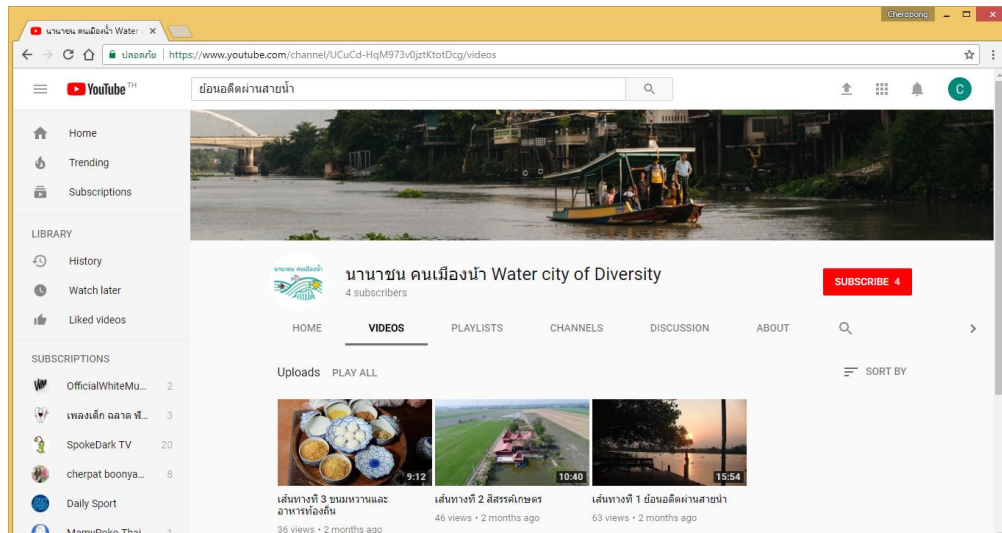 Cherapong
นานาชน คนเมืองน้ำ Water
ปลอดภัย https://www.youtube.com/channel/UCuCd-HqM973v0jztKtotDcg/videos
YouTube TH
ย้อนอดีตผ่านสายน้ำ
C
Home
Trending
Subscriptions
LIBRARY
History
Watch later
Liked videos
SUBSCRIPTIONS
OfficialWhiteMu... 2
เพลงเด็ก ฉลาด ฟั... 3
SpokeDark TV 20
cherpat boonya... 8
Daily Sport
MamyPoko Thai 1
นานาชน คนเมืองน้ำ
นานาชน คนเมืองน้ำ Water city of Diversity
4 subscribers
SUBSCRIBE 4
HOME VIDEOS PLAYLISTS CHANNELS DISCUSSION ABOUT
Uploads PLAY ALL
SORT BY
9:12
เส้นทางที่ 3 ขนมหวานและ
อาหารท้องถิ่น
36 views • 2 months ago
10:40
เส้นทางที่ 2 สีสรรค์เกษตร
46 views • 2 months ago
15:54
เส้นทางที่ 1 ย้อนอดีตผ่านสายน้ำ
63 views • 2 months ago